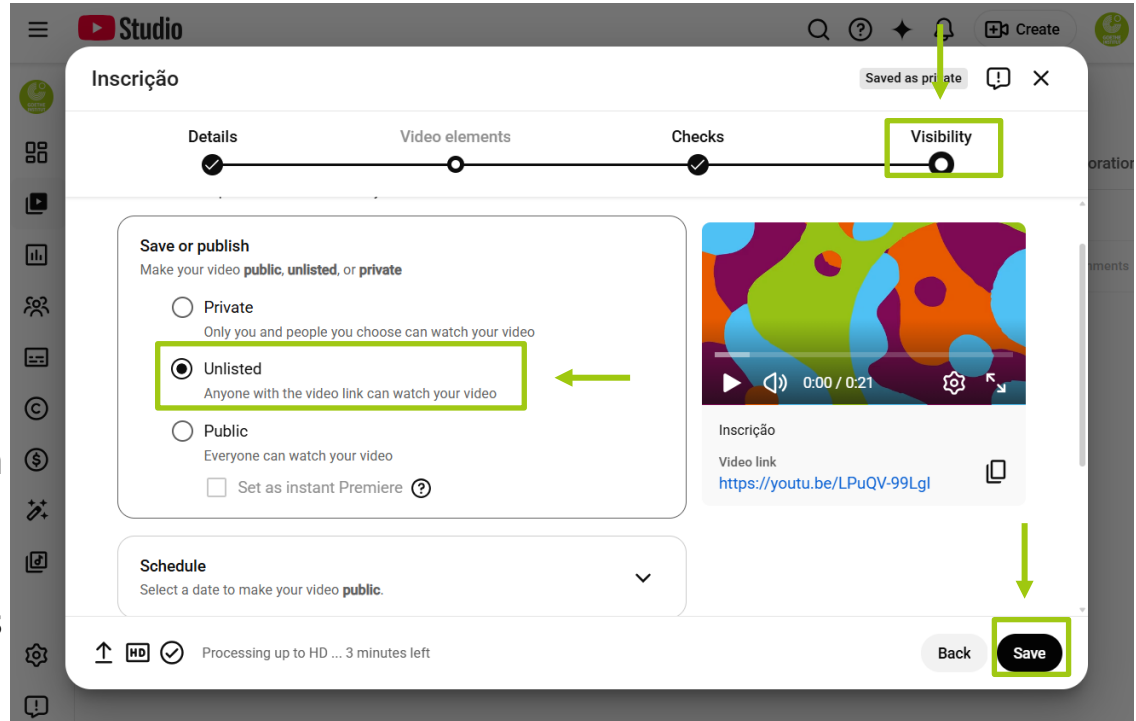 Studio
Create
Inscrição
Saved as private
Details
Video elements
Checks
Visibility
Save or publish
Make your video public, unlisted, or private
Private
Only you and people you choose can watch your video
Unlisted
Anyone with the video link can watch your video
Public
Everyone can watch your video
Set as instant Premiere
0:00 / 0:21
Inscrição
Video link
https://youtu.be/LPuQV-99LgI
Schedule
Select a date to make your video public.
HD
Processing up to HD ... 3 minutes left
Back
Save